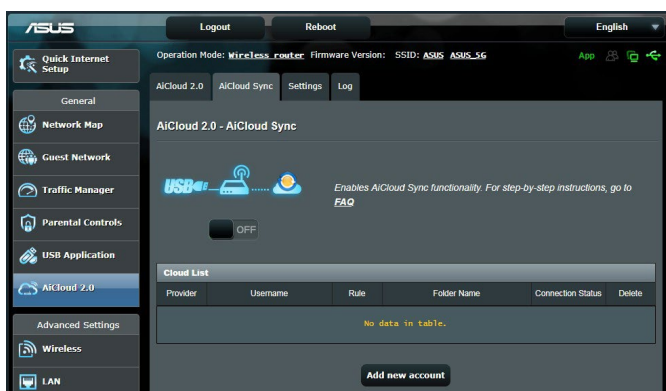 ASUS
Logout
Reboot
English
Quick Internet
Setup
Operation Mode: Wireless router Firmware Version: SSID: ASUS ASUS_5G
App
AiCloud 2.0
AiCloud Sync
Settings
Log
General
Network Map
Guest Network
Traffic Manager
Parental Controls
USB Application
AiCloud 2.0
Advanced Settings
Wireless
LAN
AiCloud 2.0 - AiCloud Sync
USB
Enables AiCloud Sync functionality. For step-by-step instructions, go to
FAQ
OFF
Cloud List
Provider Username Rule Folder Name Connection Status Delete
No data in table.
Add new account